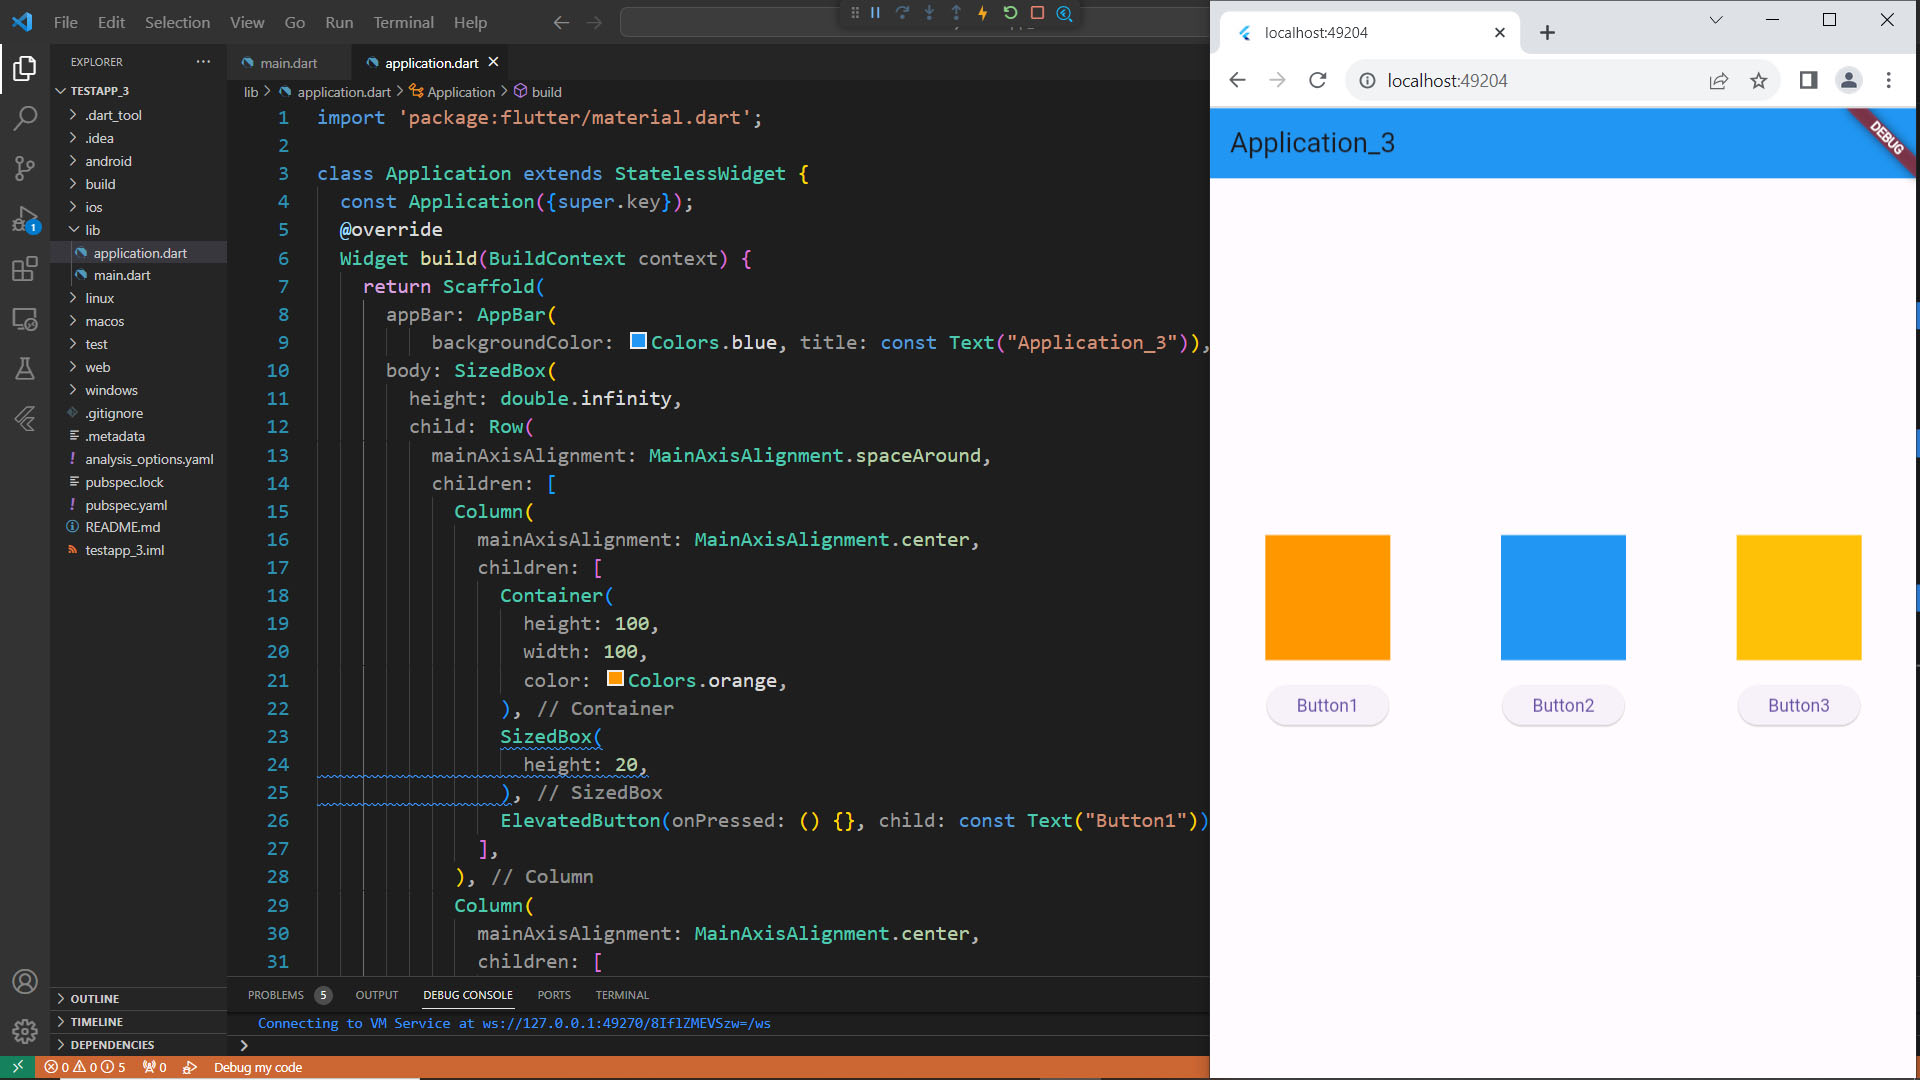 File Edit Selection View Go Run Terminal Help
EXPLORER
TESTAPP_3
.dart_tool
.idea
android
build
ios
lib
application.dart
main.dart
linux
macos
test
web
windows
.gitignore
.metadata
analysis_options.yaml
pubspec.lock
pubspec.yaml
README.md
testapp_3.iml
OUTLINE
TIMELINE
DEPENDENCIES
1
main.dart application.dart
lib > application.dart > Application > build
1 import 'package:flutter/material.dart';
2
3 class Application extends StatelessWidget {
4 const Application({super.key});
5 @override
6 Widget build(BuildContext context) {
7 return Scaffold(
8 appBar: AppBar(
9 backgroundColor: Colors.blue, title: const Text("Application_3")),
10 body: SizedBox(
11 height: double.infinity,
12 child: Row(
13 mainAxisAlignment: MainAxisAlignment.spaceAround,
14 children: [
15 Column(
16 mainAxisAlignment: MainAxisAlignment.center,
17 children: [
18 Container(
19 height: 100,
20 width: 100,
21 color: Colors.orange,
22 ), // Container
23 SizedBox(
24 height: 20,
25 ), // SizedBox
26 ElevatedButton(onPressed: () {}, child: const Text("Button1"))
27 ],
28 ), // Column
29 Column(
30 mainAxisAlignment: MainAxisAlignment.center,
31 children: [
PROBLEMS 5 OUTPUT DEBUG CONSOLE PORTS TERMINAL
Connecting to VM Service at ws://127.0.0.1:49270/8IflZMEVSzw=/ws
>
0 0 5 0 Debug my code
localhost:49204
localhost:49204
Application_3
DEBUG
Button1 Button2 Button3